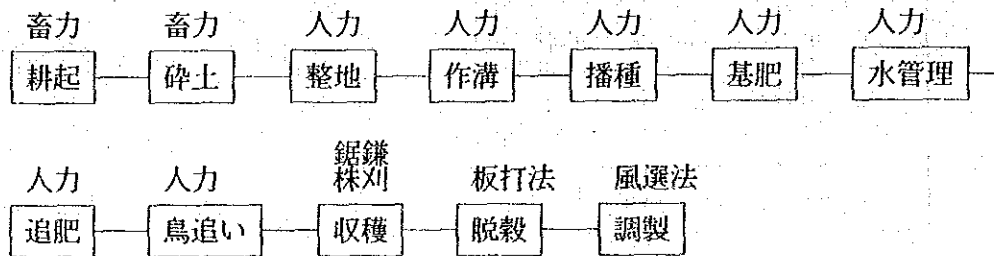 畜力 畜力 人力 人力 人力 人力 人力
耕起 砕土 整地 作溝 播種 基肥 水管理
人力 人力 鋸鎌 株刈 板打法 風選法
追肥 鳥追い 収穫 脱穀 調製